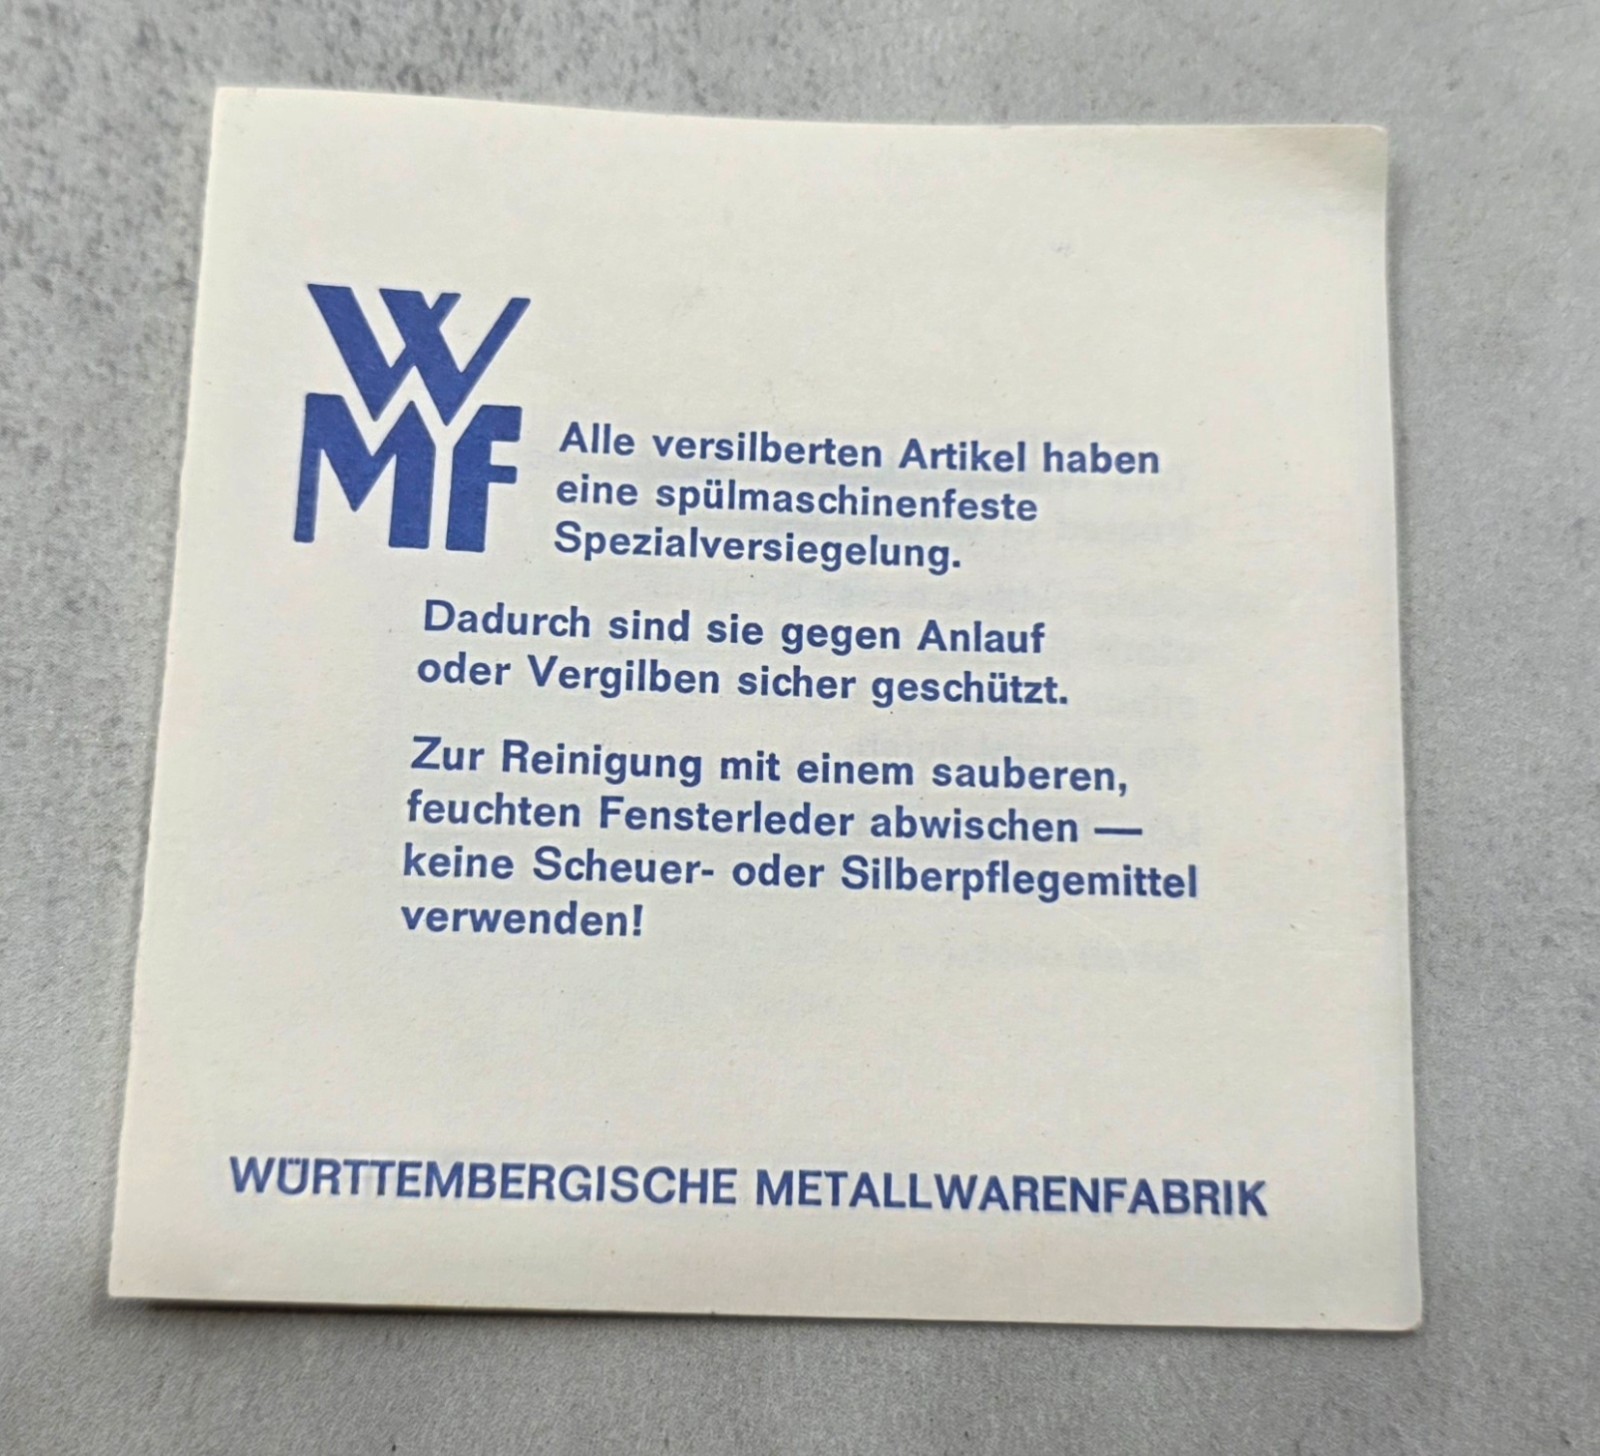 WMF
Alle versilberten Artikel haben
eine spülmaschinenfeste
Spezialversiegelung.
Dadurch sind sie gegen Anlauf
oder Vergilben sicher geschützt.
Zur Reinigung mit einem sauberen,
feuchten Fensterleder abwischen —
keine Scheuer- oder Silberpflegemittel
verwenden!
WÜRTTEMBERGISCHE METALLWARENFABRIK